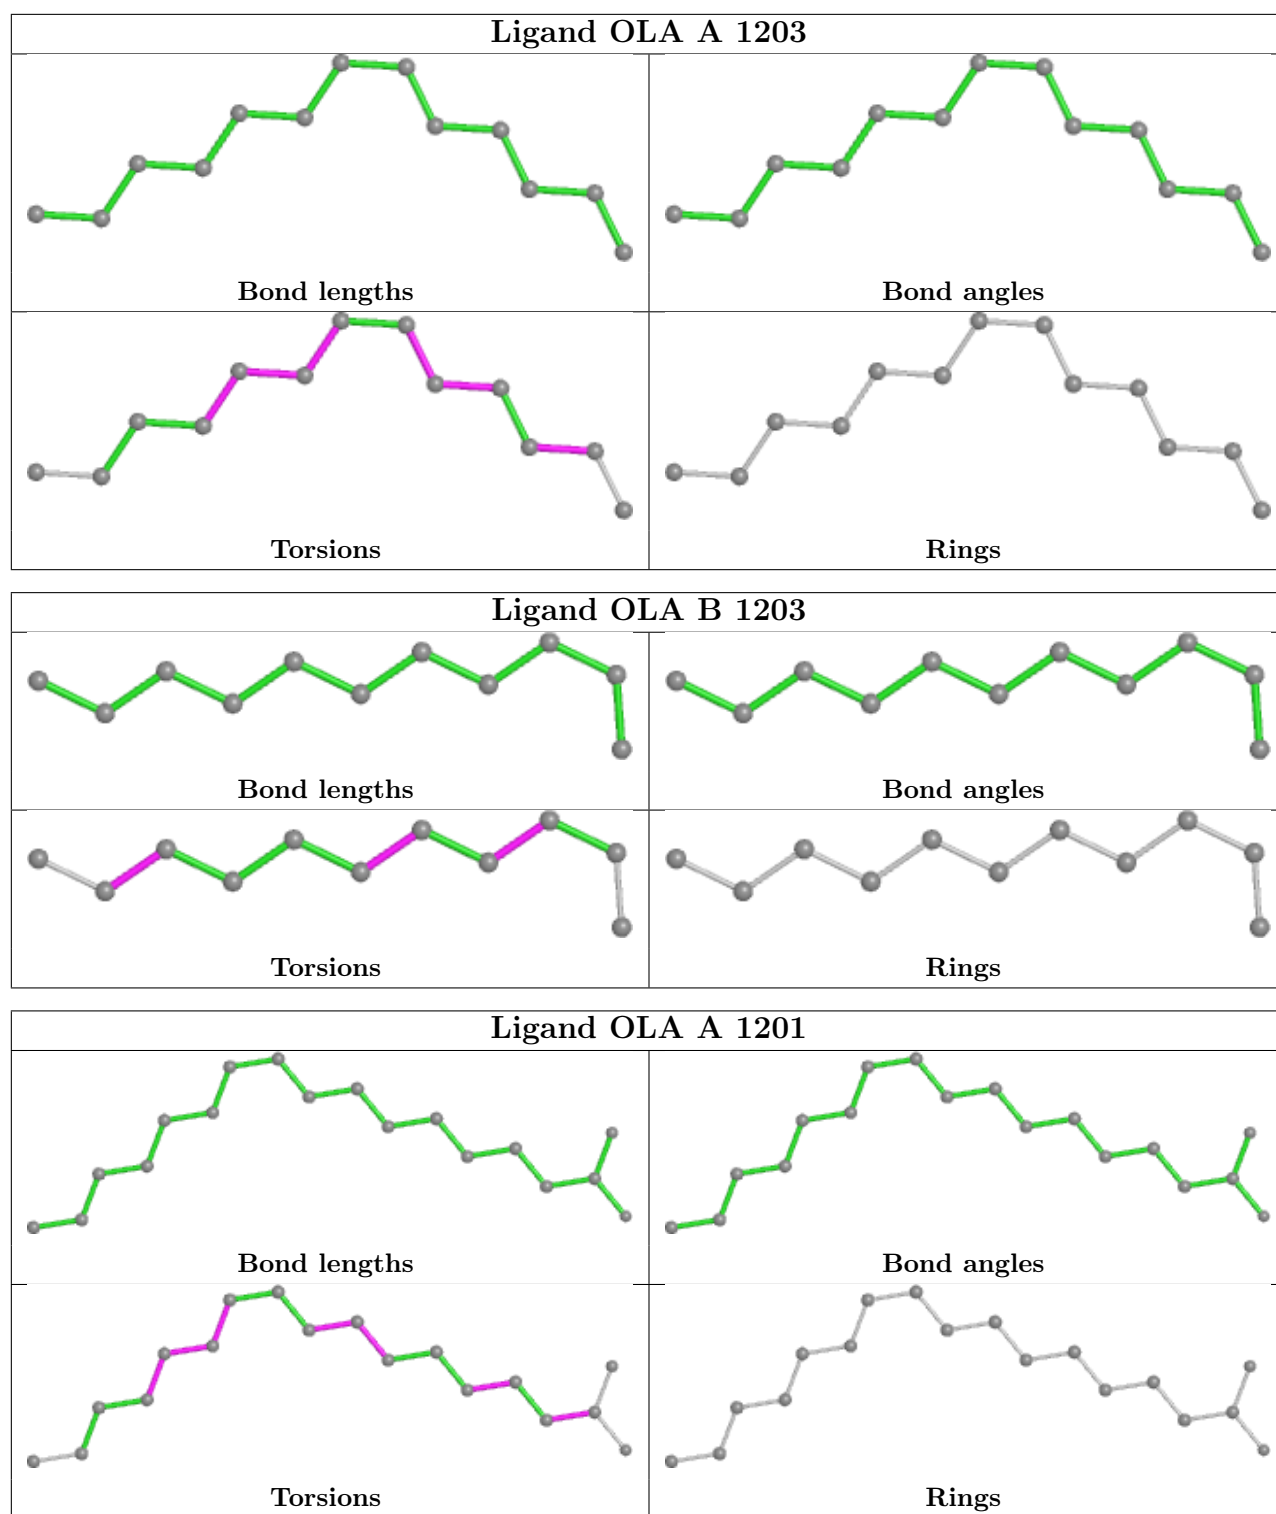 Ligand OLA A 1203
Bond lengths
Bond angles
Torsions
Rings
Ligand OLA B 1203
Bond lengths
Bond angles
Torsions
Rings
Ligand OLA A 1201
Bond lengths
Bond angles
Torsions
Rings